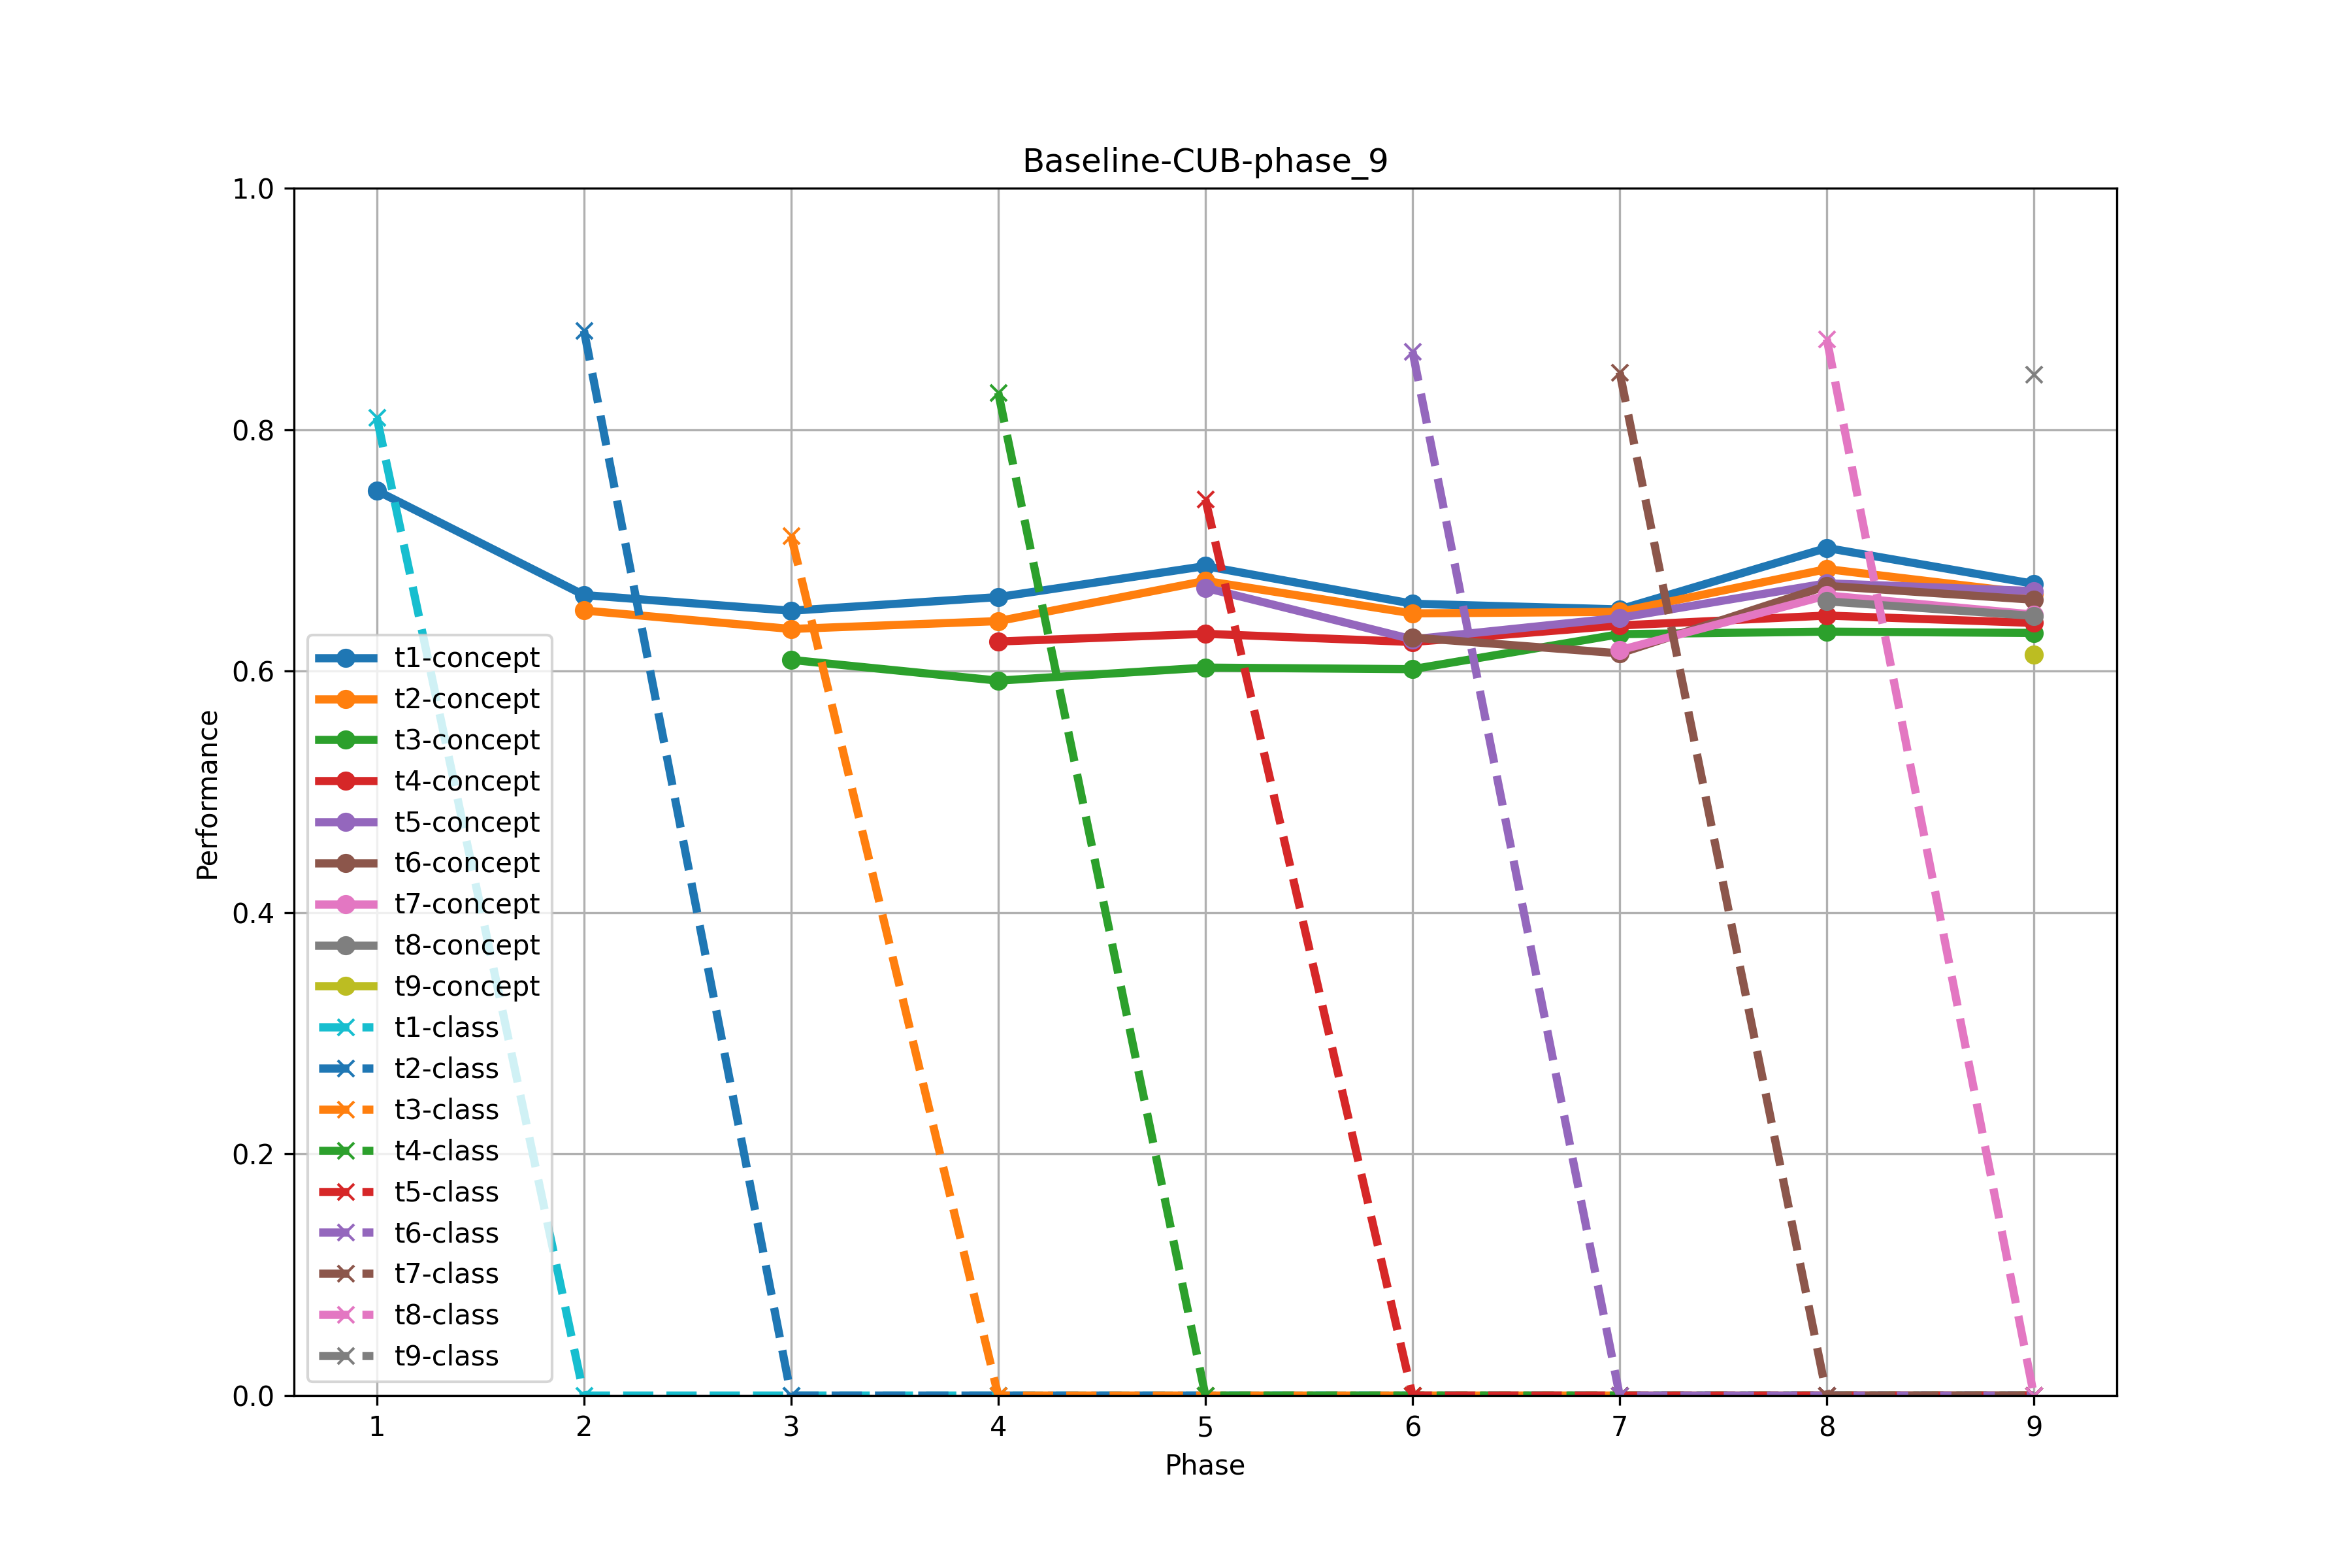 Baseline-CUB-phase_9
Performance
1.0
0.8
0.6
0.4
0.2
0.0
t1-concept
t2-concept
t3-concept
t4-concept
t5-concept
t6-concept
t7-concept
t8-concept
t9-concept
t1-class
t2-class
t3-class
t4-class
t5-class
t6-class
t7-class
t8-class
t9-class
1 2 3 4 5 6 7 8 9
Phase